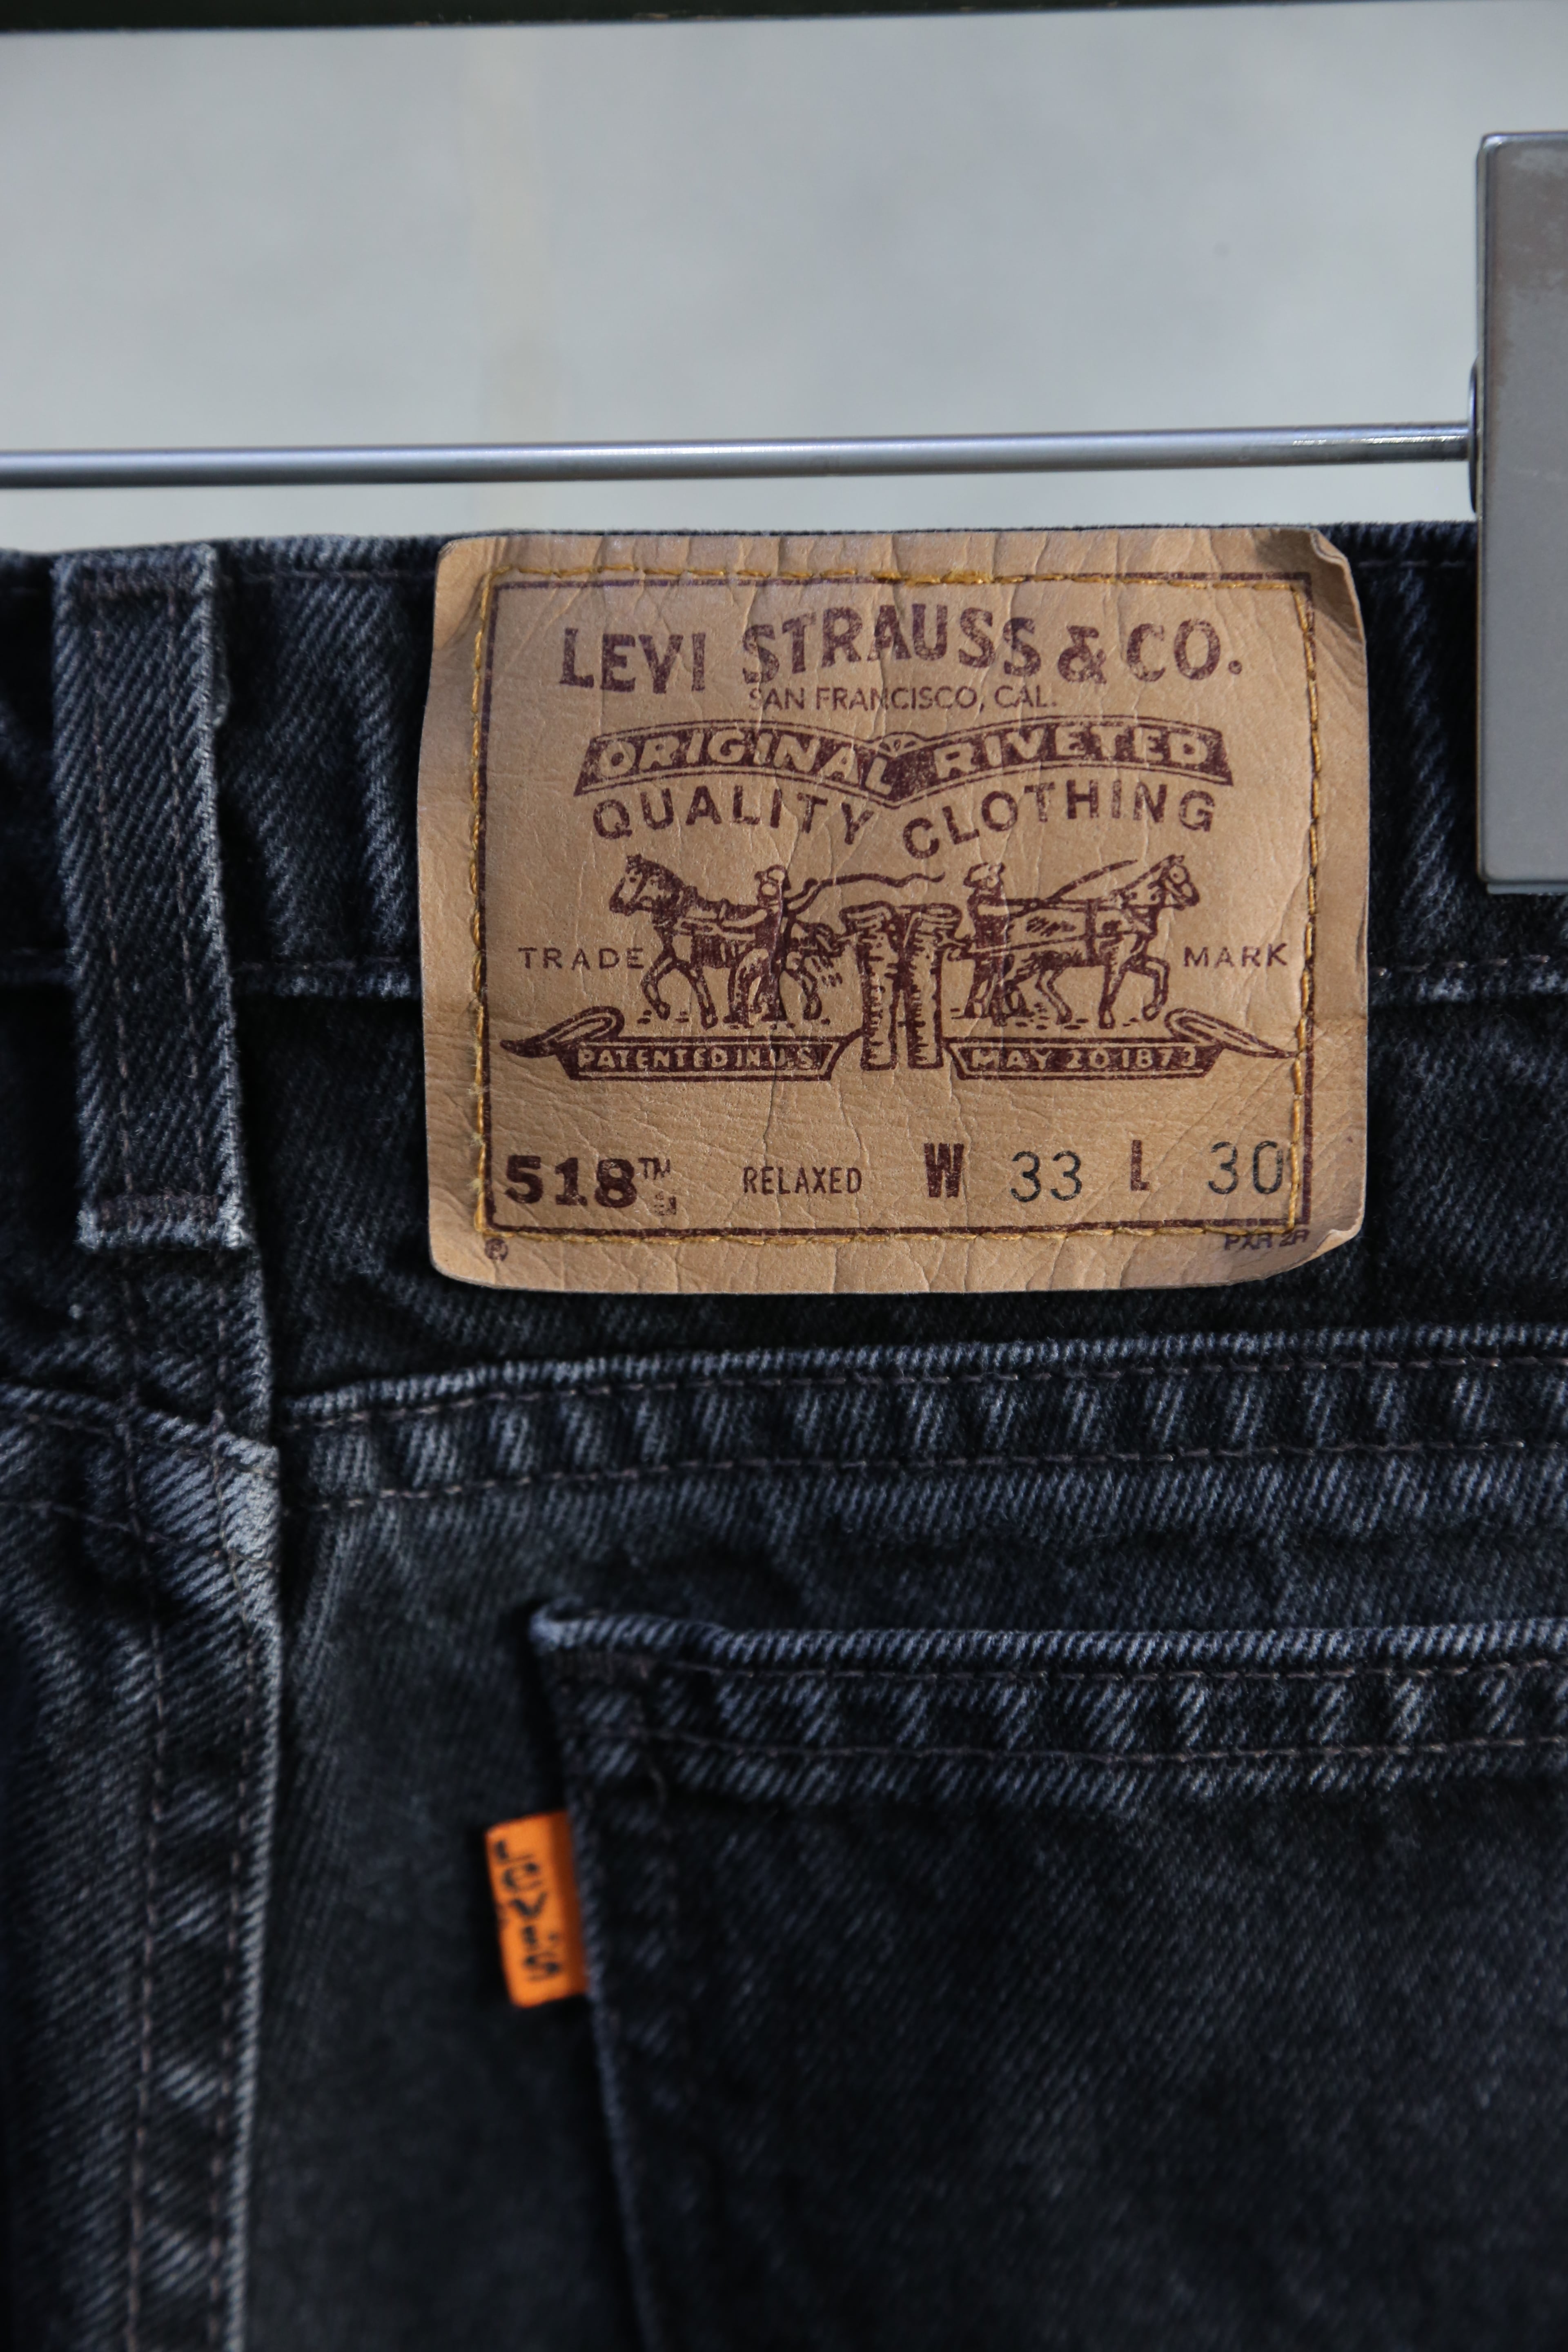 LEVI STRAUSS & CO.
SAN FRANCISCO, CAL.
ORIGINAL RIVETED
QUALITY CLOTHING
TRADE MARK
PATENTED IN U.S. MAY 20 1873
518™ RELAXED W 33 L 30
®
LEVI'S